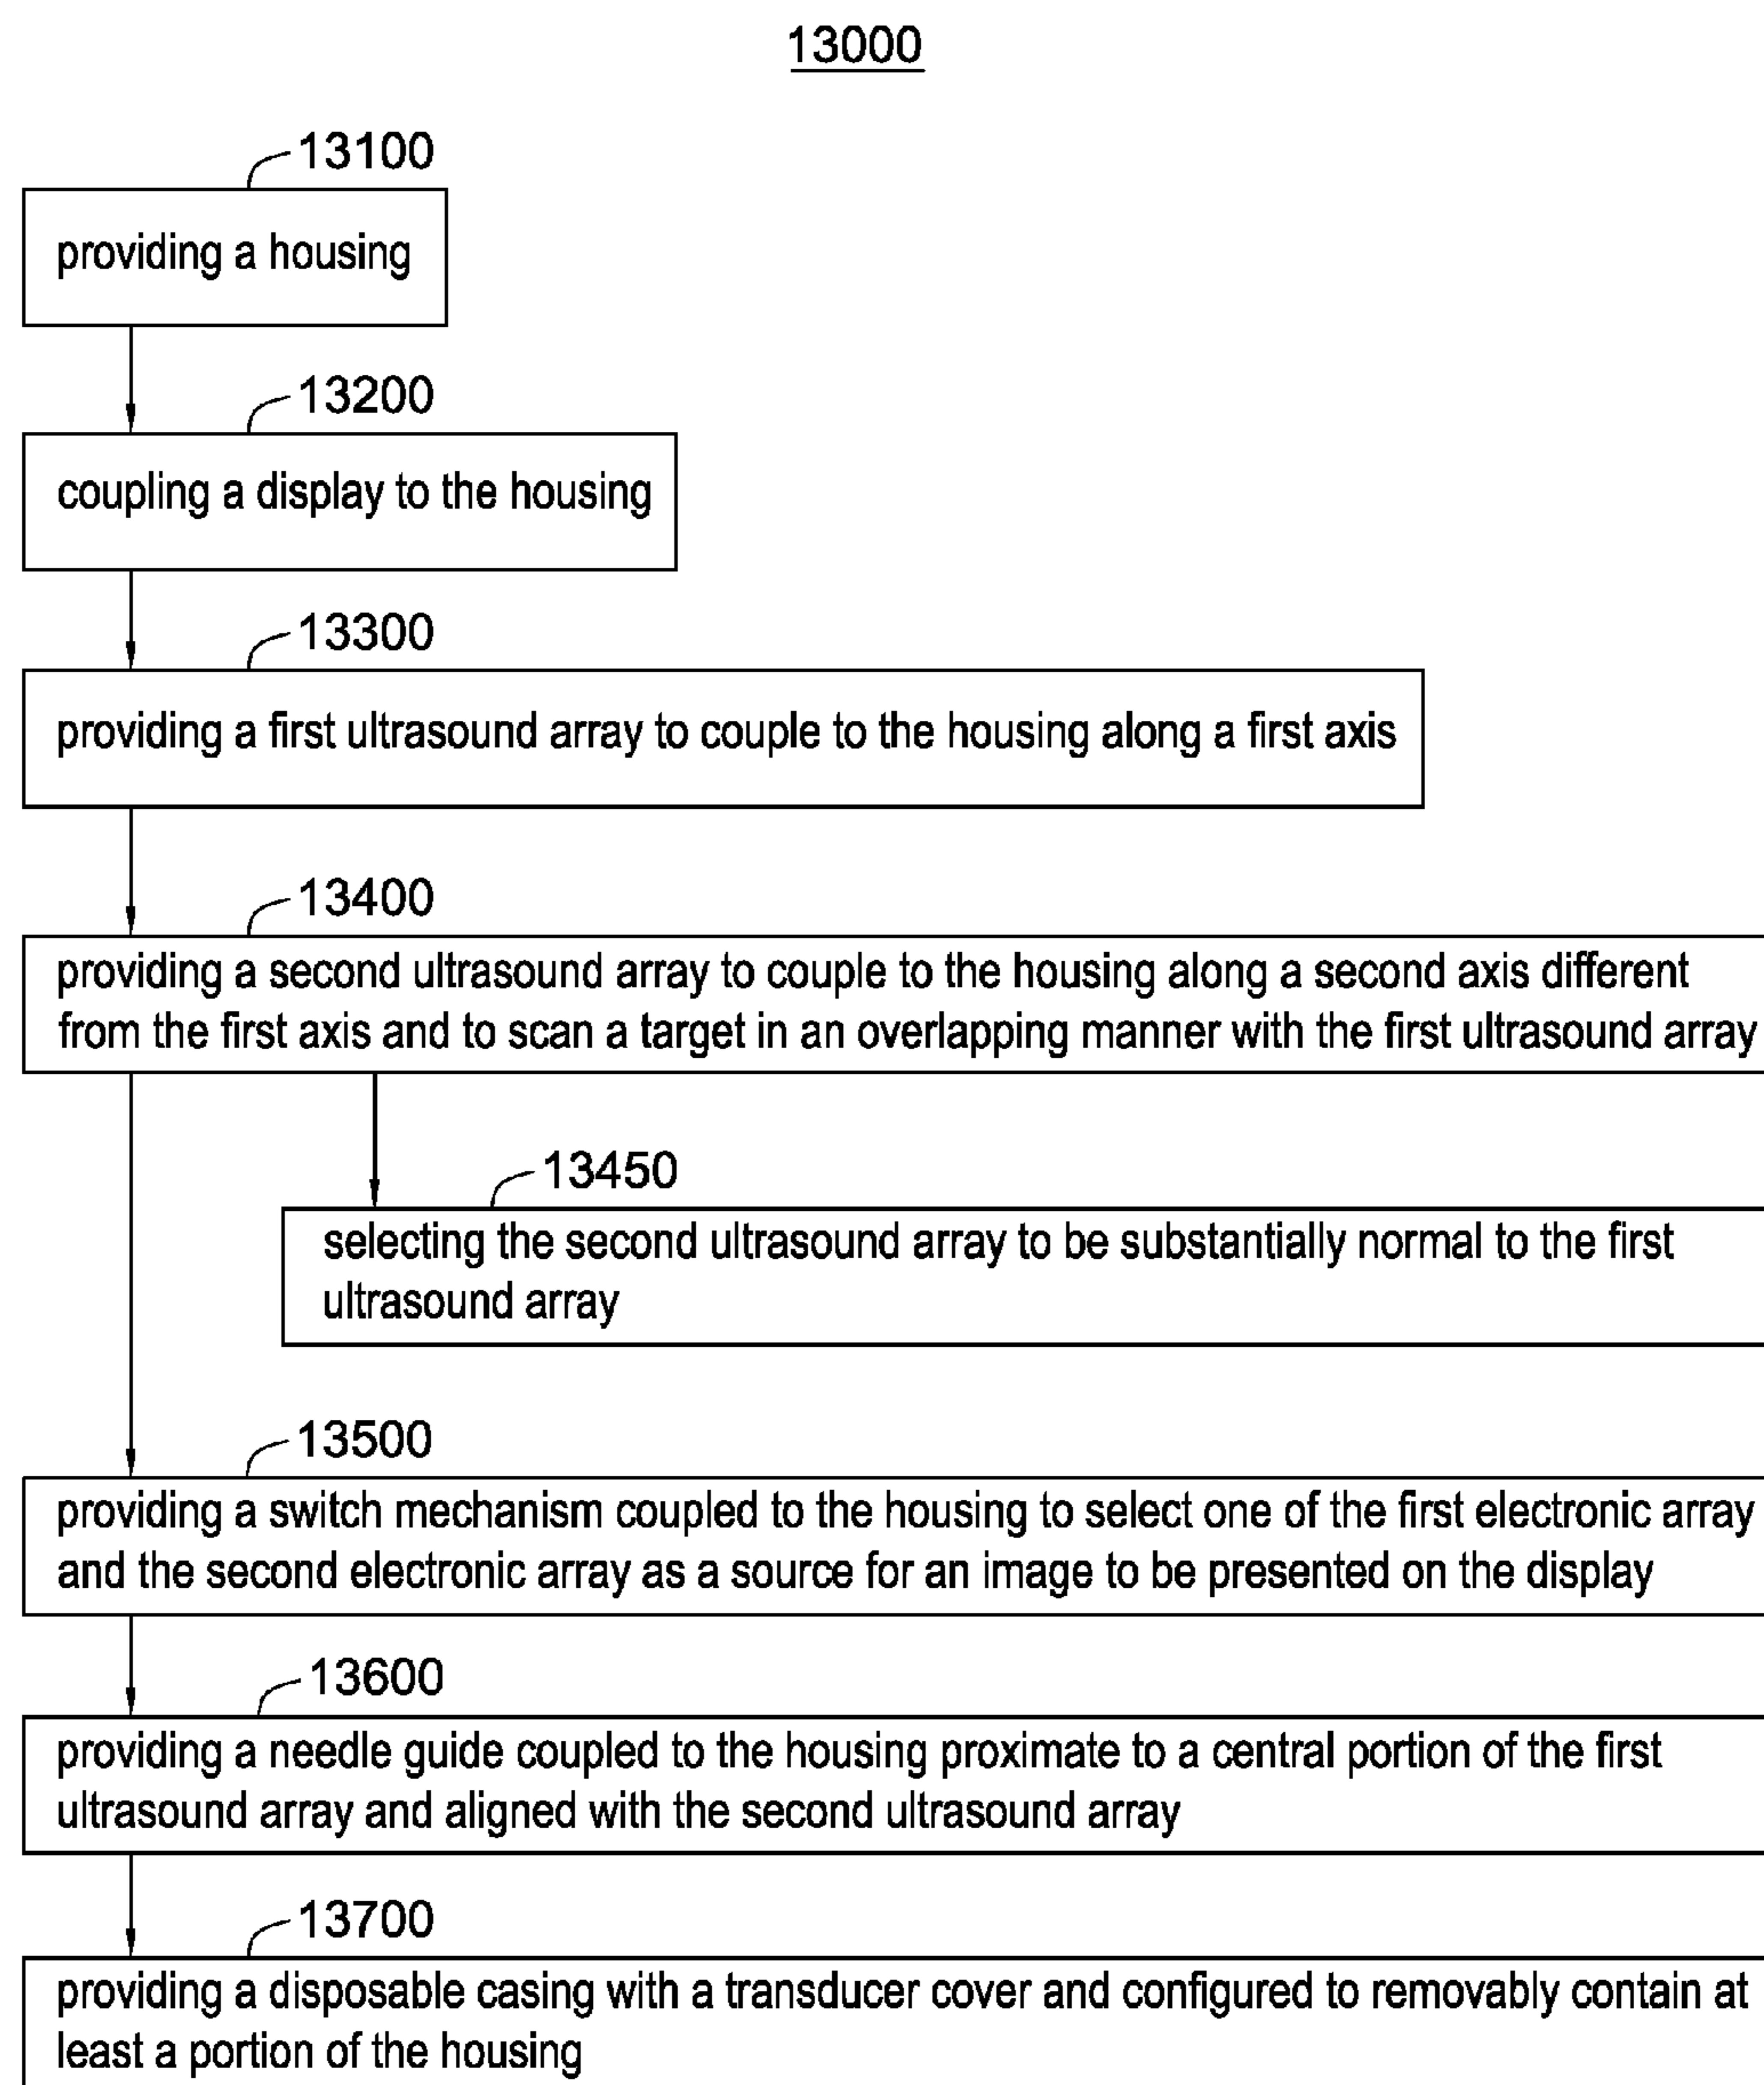 13000
13100
providing a housing
13200
coupling a display to the housing
13300
providing a first ultrasound array to couple to the housing along a first axis
13400
providing a second ultrasound array to couple to the housing along a second axis different
from the first axis and to scan a target in an overlapping manner with the first ultrasound array
13450
selecting the second ultrasound array to be substantially normal to the first
ultrasound array
13500
providing a switch mechanism coupled to the housing to select one of the first electronic array
and the second electronic array as a source for an image to be presented on the display
13600
providing a needle guide coupled to the housing proximate to a central portion of the first
ultrasound array and aligned with the second ultrasound array
13700
providing a disposable casing with a transducer cover and configured to removably contain at
least a portion of the housing